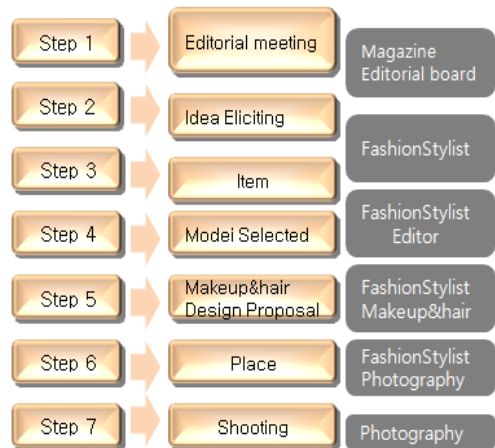 Step 1
Editorial meeting
Magazine
Editorial board
Step 2
Idea Eliciting
FashionStylist
Step 3
Item
FashionStylist
Editor
Step 4
Modei Selected
Step 5
Makeup&hair
Design Proposal
FashionStylist
Makeup&hair
Step 6
Place
FashionStylist
Photography
Step 7
Shooting
Photography